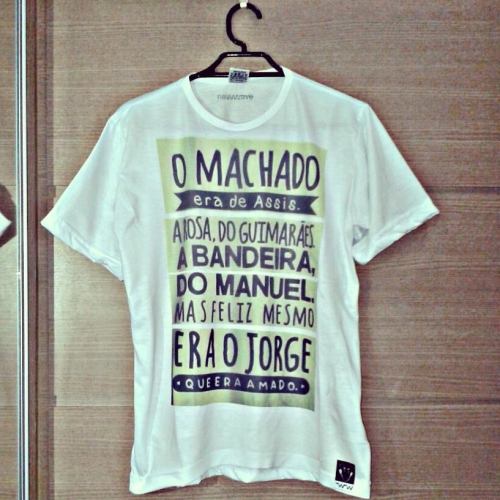 O MACHADO
era de Assis.
A ROSA, DO GUIMARÃES.
A BANDEIRA,
DO MANUEL.
MAS FELIZ MESMO
ERA O JORGE
QUE ERA AMADO.